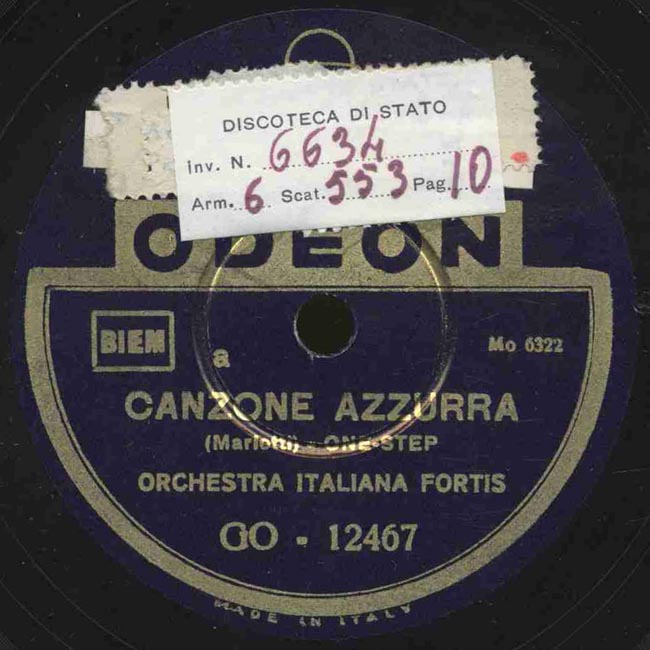 DISCOTECA DI STATO
Inv. N. 6634
Arm. 6 Scat. 553 Pag. 10
ODEON
BIEM
a
Mo 6322
CANZONE AZZURRA
(Mariotti) - ONE-STEP
ORCHESTRA ITALIANA FORTIS
GO - 12467
MADE IN ITALY